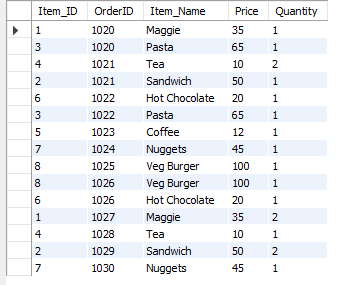 Item_ID OrderID Item_Name Price Quantity
1 1020 Maggie 35 1
3 1020 Pasta 65 1
4 1021 Tea 10 2
2 1021 Sandwich 50 1
6 1022 Hot Chocolate 20 1
3 1022 Pasta 65 1
5 1023 Coffee 12 1
7 1024 Nuggets 45 1
8 1025 Veg Burger 100 1
8 1026 Veg Burger 100 1
6 1026 Hot Chocolate 20 1
1 1027 Maggie 35 2
4 1028 Tea 10 1
2 1029 Sandwich 50 2
7 1030 Nuggets 45 1